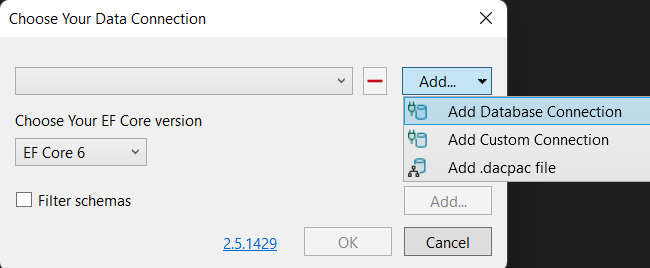 Choose Your Data Connection
Add...
Add Database Connection
Choose Your EF Core version
Add Custom Connection
EF Core 6
Add .dacpac file
Filter schemas
Add...
2.5.1429
OK
Cancel